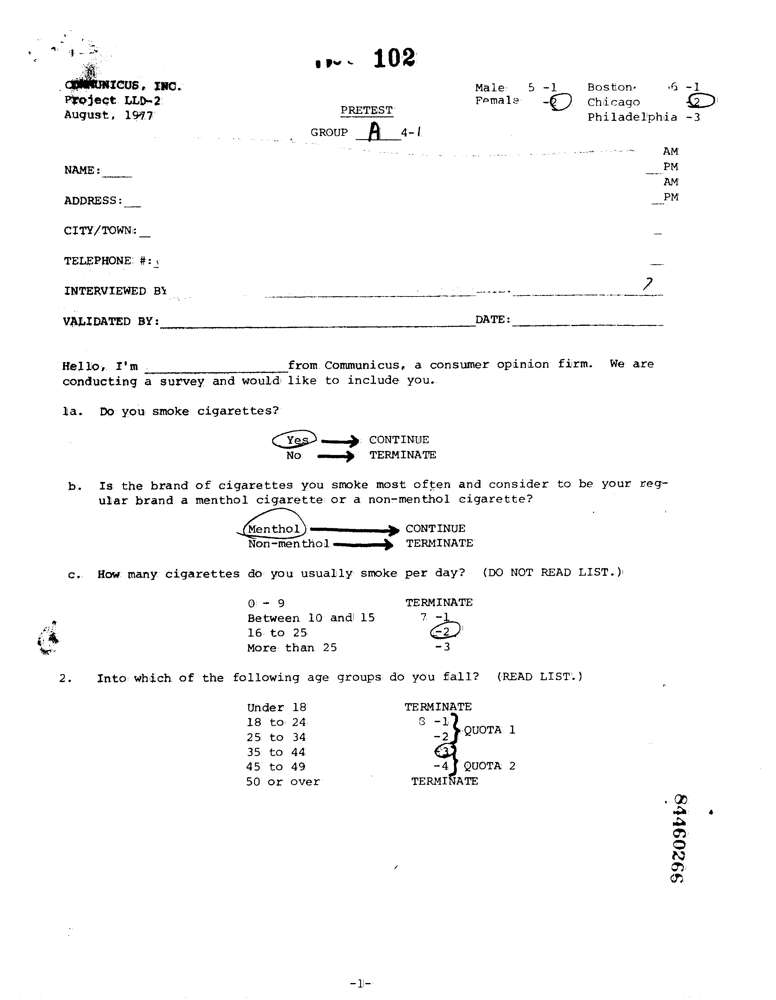 102
COMMUNICUS, INC.
Project LLD-2
August, 1977
Male 5 -1 Boston 6 -1
Female -2 Chicago -2
Philadelphia -3
PRETEST
GROUP A 4-1
AM
NAME: PM
AM
ADDRESS: PM
CITY/TOWN:
TELEPHONE #:
INTERVIEWED BY
VALIDATED BY: DATE:
Hello, I'm from Communicus, a consumer opinion firm. We are
conducting a survey and would like to include you.
1a. Do you smoke cigarettes?
Yes CONTINUE
No TERMINATE
b. Is the brand of cigarettes you smoke most often and consider to be your reg-
ular brand a menthol cigarette or a non-menthol cigarette?
Menthol CONTINUE
Non-menthol TERMINATE
c. How many cigarettes do you usually smoke per day? (DO NOT READ LIST.)
0 - 9 TERMINATE
Between 10 and 15 7 -1
16 to 25 -2
More than 25 -3
2. Into which of the following age groups do you fall? (READ LIST.)
Under 18 TERMINATE
18 to 24 8 -1
25 to 34 -2 QUOTA 1
35 to 44 -3
45 to 49 -4 QUOTA 2
50 or over TERMINATE
84460266
-1-